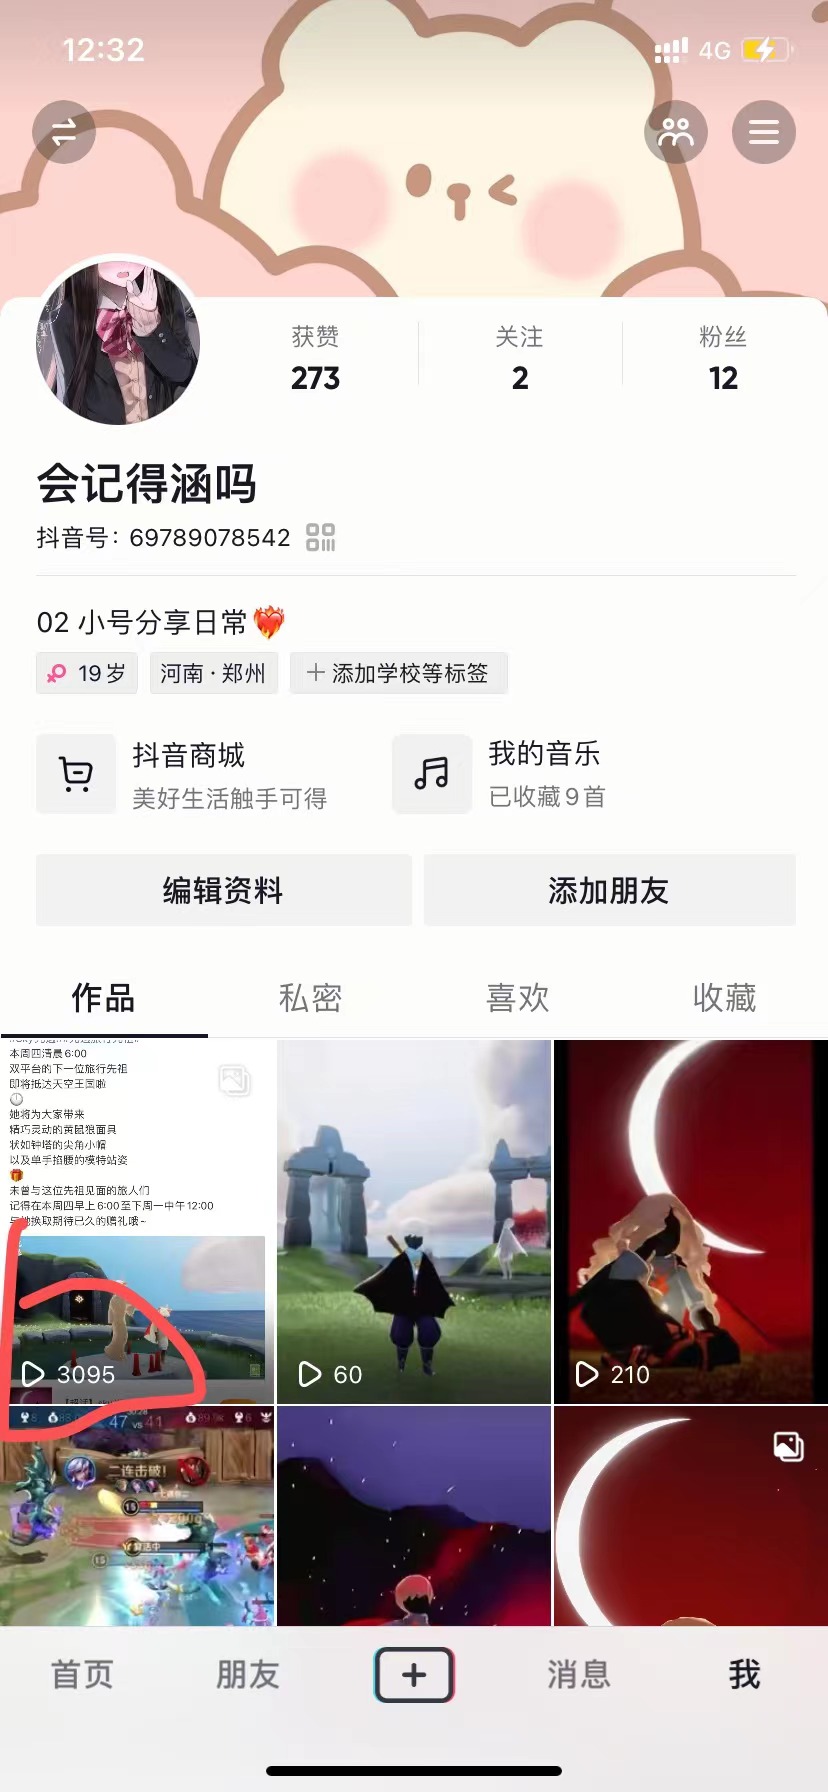 12:32
4G
获赞
273
关注
2
粉丝
12
会记得涵吗
抖音号：69789078542
02 小号分享日常❤️‍🔥
19岁
河南·郑州
添加学校等标签
抖音商城
美好生活触手可得
我的音乐
已收藏9首
编辑资料
添加朋友
作品
私密
喜欢
收藏
本周四清晨6:00
双平台的下一位旅行先祖
即将抵达天空王国啦
她将为大家带来
精巧灵动的黄鼠狼面具
状如钟塔的尖角小帽
以及单手掐腰的模特站姿
未曾与这位先祖见面的旅人们
记得在本周四早上6:00至下周一中午12:00
换取期待已久的赠礼哦~
3095
60
210
47 vs 41
二连击破!
首页
朋友
消息
我